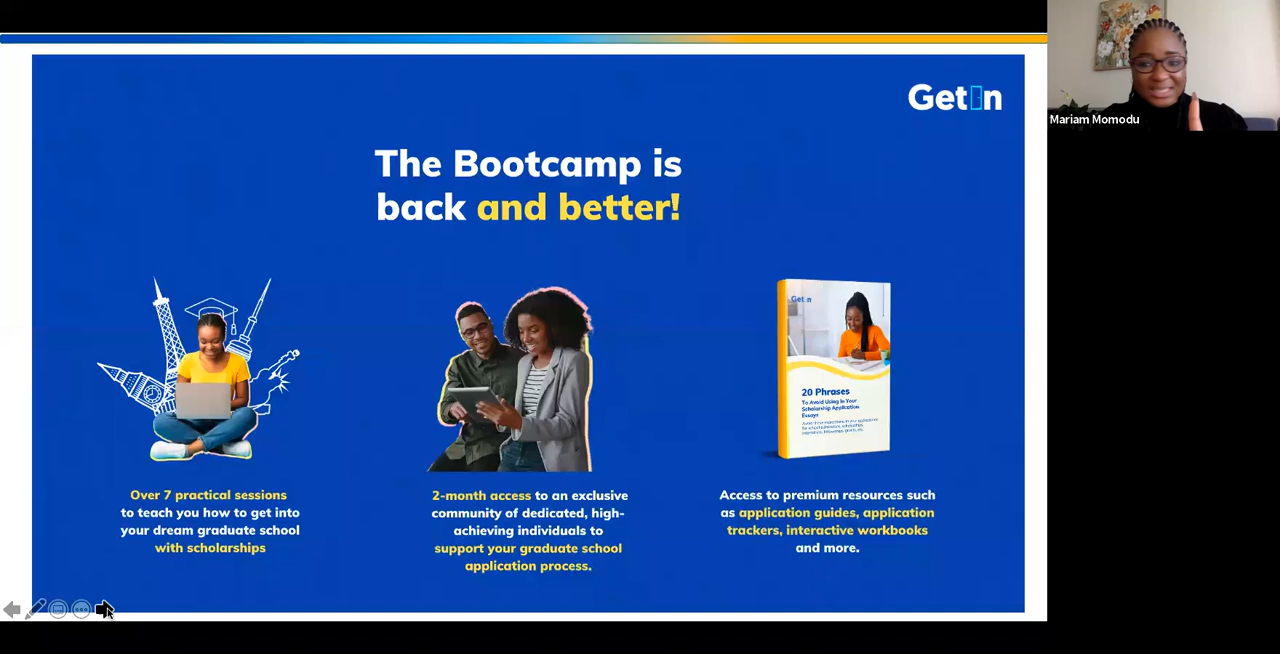 GetIn
The Bootcamp is
back and better!
Mariam Momodu
GetIn
20 Phrases
To Avoid Using in Your
Scholarship Application
Essays
Over 7 practical sessions
to teach you how to get into
your dream graduate school
with scholarships
2-month access to an exclusive
community of dedicated, high-
achieving individuals to
support your graduate school
application process.
Access to premium resources such
as application guides, application
trackers, interactive workbooks
and more.